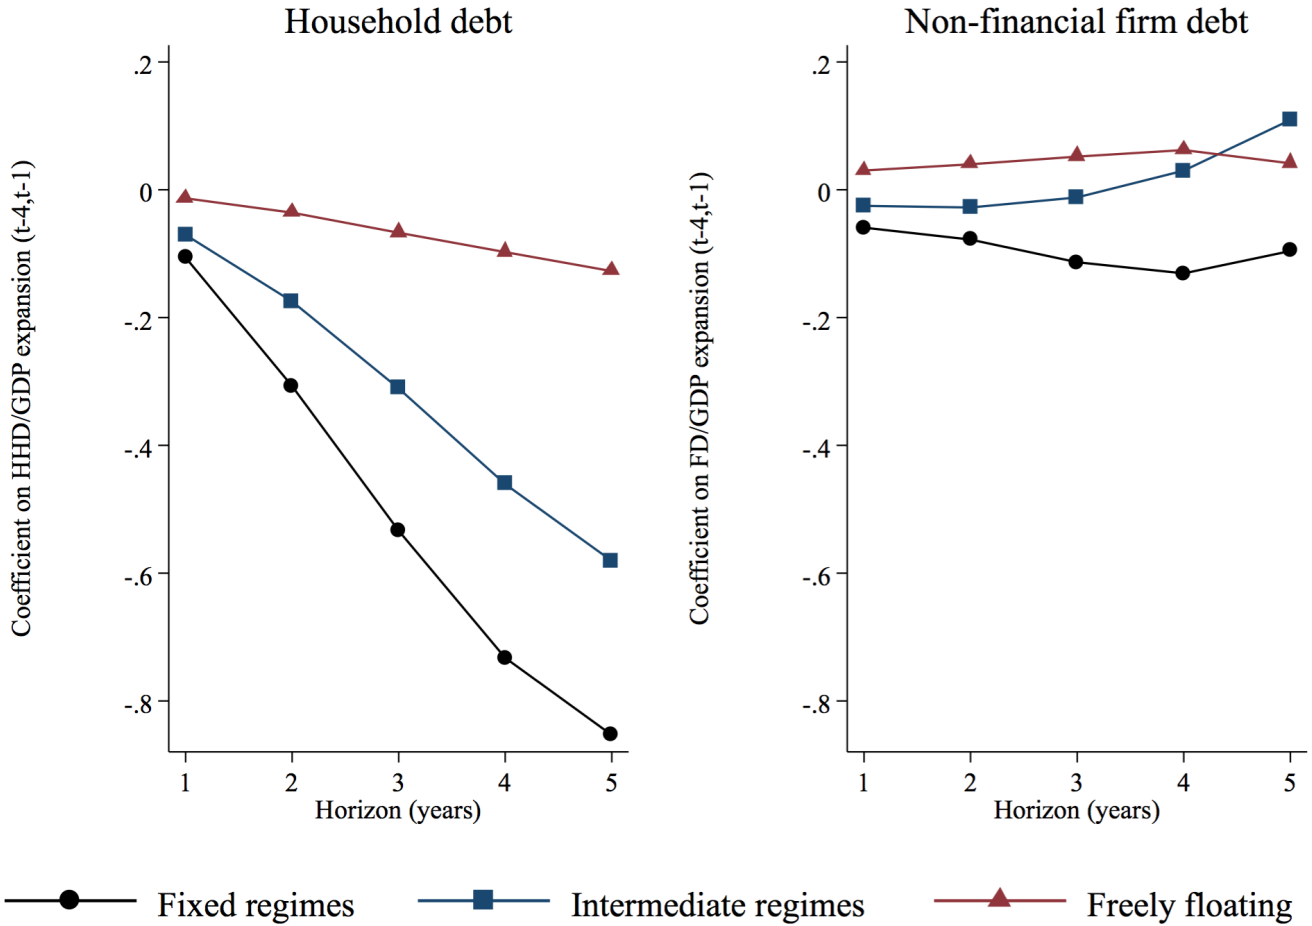 Household debt
Coefficient on HHD/GDP expansion (t-4,t-1)
.2
0
-.2
-.4
-.6
-.8
1 2 3 4 5
Horizon (years)
Non-financial firm debt
Coefficient on FD/GDP expansion (t-4,t-1)
.2
0
-.2
-.4
-.6
-.8
1 2 3 4 5
Horizon (years)
Fixed regimes Intermediate regimes Freely floating